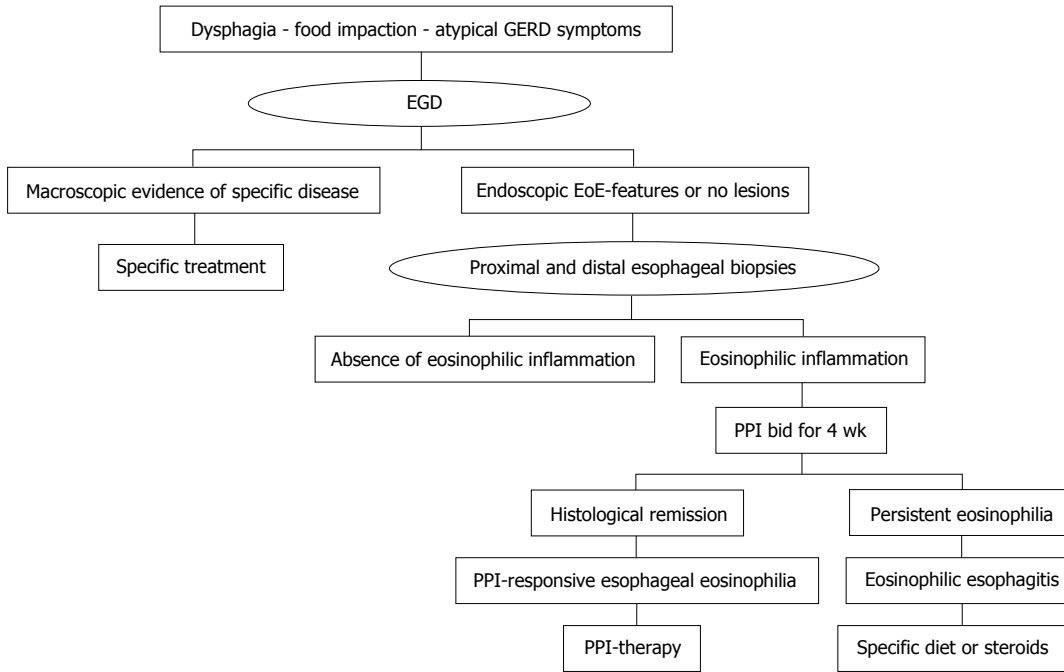 Dysphagia - food impaction - atypical GERD symptoms
EGD
Macroscopic evidence of specific disease
Endoscopic EoE-features or no lesions
Specific treatment
Proximal and distal esophageal biopsies
Absence of eosinophilic inflammation
Eosinophilic inflammation
PPI bid for 4 wk
Histological remission
Persistent eosinophilia
PPI-responsive esophageal eosinophilia
Eosinophilic esophagitis
PPI-therapy
Specific diet or steroids